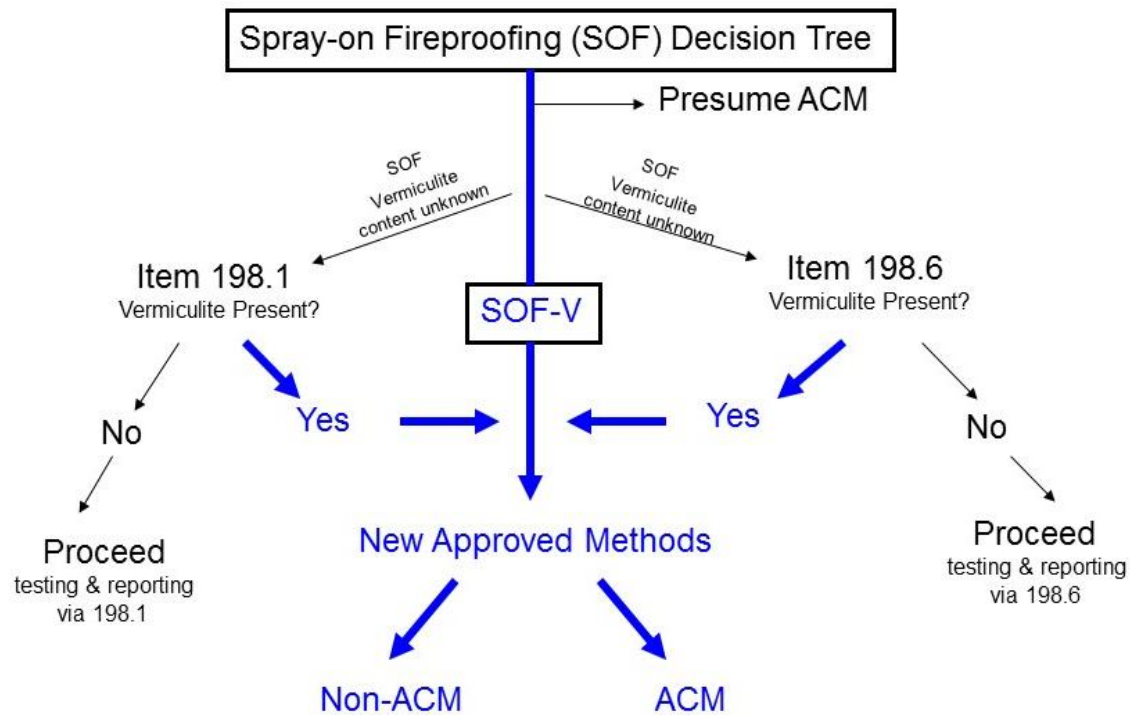 Spray-on Fireproofing (SOF) Decision Tree
Presume ACM
SOF
Vermiculite
content unknown
SOF
Vermiculite
content unknown
Item 198.1
Vermiculite Present?
SOF-V
Item 198.6
Vermiculite Present?
Yes
Yes
No
No
New Approved Methods
Proceed
testing & reporting
via 198.1
Proceed
testing & reporting
via 198.6
Non-ACM
ACM